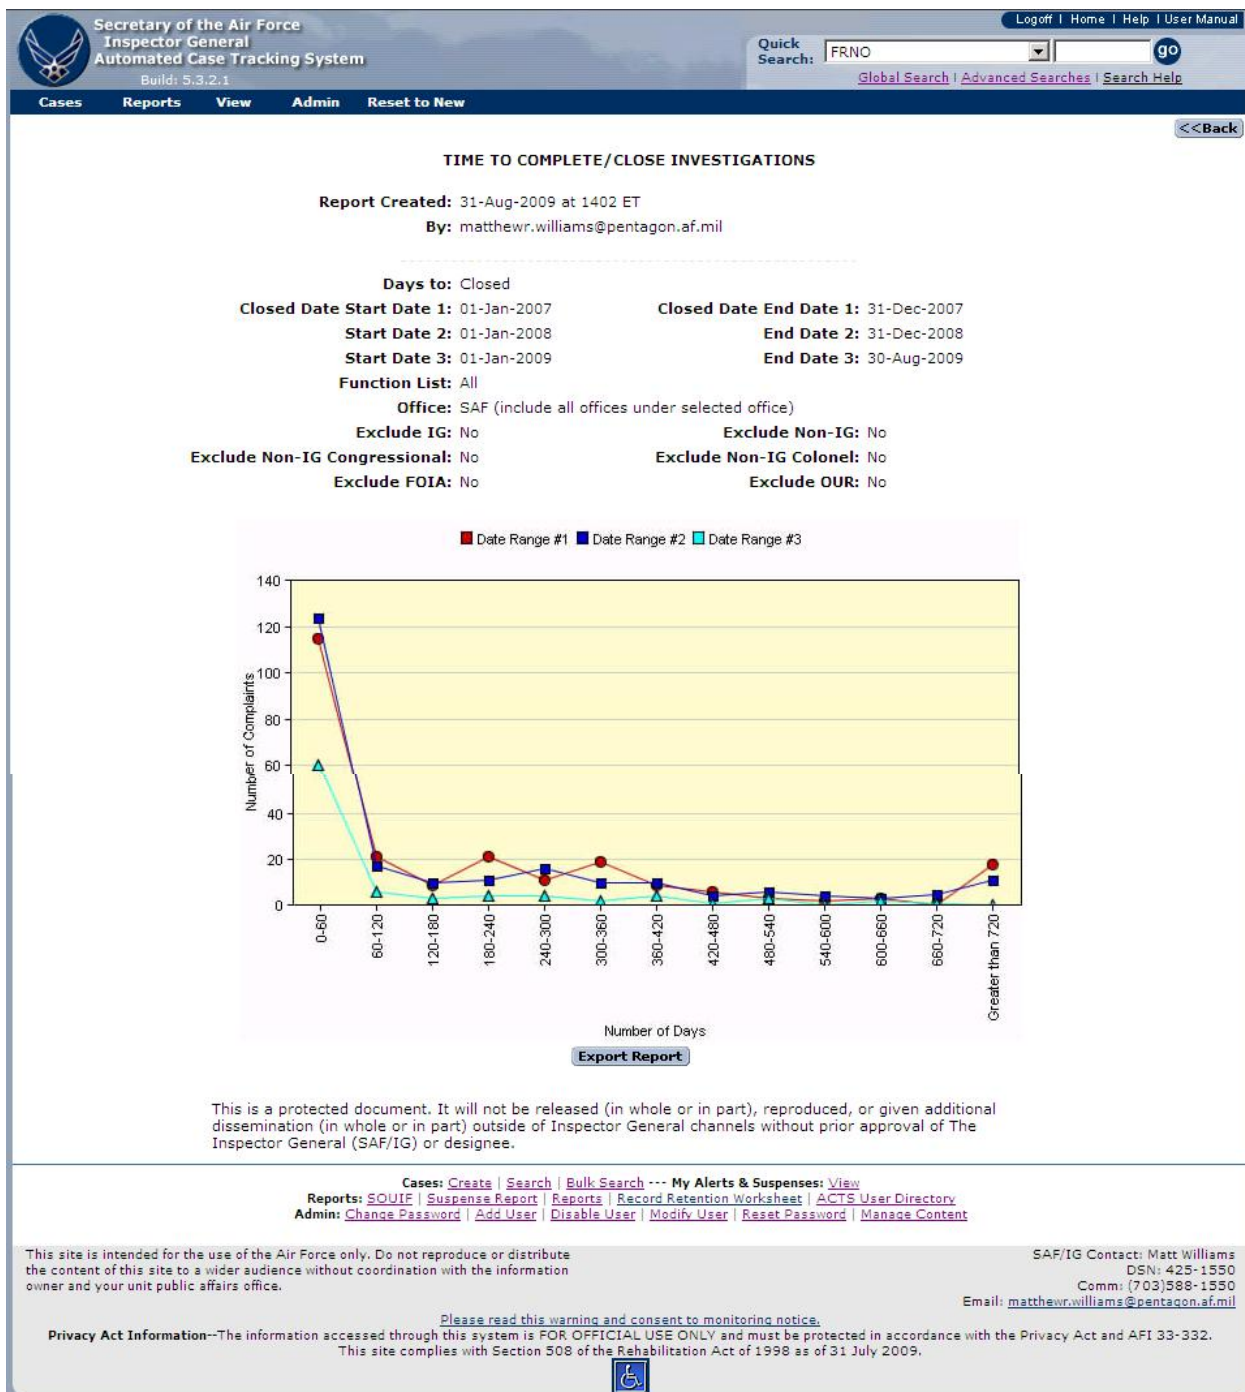 Secretary of the Air Force
Inspector General
Automated Case Tracking System
Build: 5.3.2.1
Logoff | Home | Help | User Manual
Quick Search: FRNO go
Global Search | Advanced Searches | Search Help
Cases Reports View Admin Reset to New
<<Back
TIME TO COMPLETE/CLOSE INVESTIGATIONS
Report Created: 31-Aug-2009 at 1402 ET
By: matthewr.williams@pentagon.af.mil
Days to: Closed
Closed Date Start Date 1: 01-Jan-2007 Closed Date End Date 1: 31-Dec-2007
Start Date 2: 01-Jan-2008 End Date 2: 31-Dec-2008
Start Date 3: 01-Jan-2009 End Date 3: 30-Aug-2009
Function List: All
Office: SAF (include all offices under selected office)
Exclude IG: No Exclude Non-IG: No
Exclude Non-IG Congressional: No Exclude Non-IG Colonel: No
Exclude FOIA: No Exclude OUR: No
Date Range #1 Date Range #2 Date Range #3
Number of Complaints
140
120
100
80
60
40
20
0
0-60 60-120 120-180 180-240 240-300 300-360 360-420 420-480 480-540 540-600 600-660 660-720 Greater than 720
Number of Days
Export Report
This is a protected document. It will not be released (in whole or in part), reproduced, or given additional
dissemination (in whole or in part) outside of Inspector General channels without prior approval of The
Inspector General (SAF/IG) or designee.
Cases: Create | Search | Bulk Search --- My Alerts & Suspenses: View
Reports: SOUIF | Suspense Report | Reports | Record Retention Worksheet | ACTS User Directory
Admin: Change Password | Add User | Disable User | Modify User | Reset Password | Manage Content
This site is intended for the use of the Air Force only. Do not reproduce or distribute
the content of this site to a wider audience without coordination with the information
owner and your unit public affairs office.
SAF/IG Contact: Matt Williams
DSN: 425-1550
Comm: (703)588-1550
Email: matthewr.williams@pentagon.af.mil
Please read this warning and consent to monitoring notice.
Privacy Act Information--The information accessed through this system is FOR OFFICIAL USE ONLY and must be protected in accordance with the Privacy Act and AFI 33-332.
This site complies with Section 508 of the Rehabilitation Act of 1998 as of 31 July 2009.